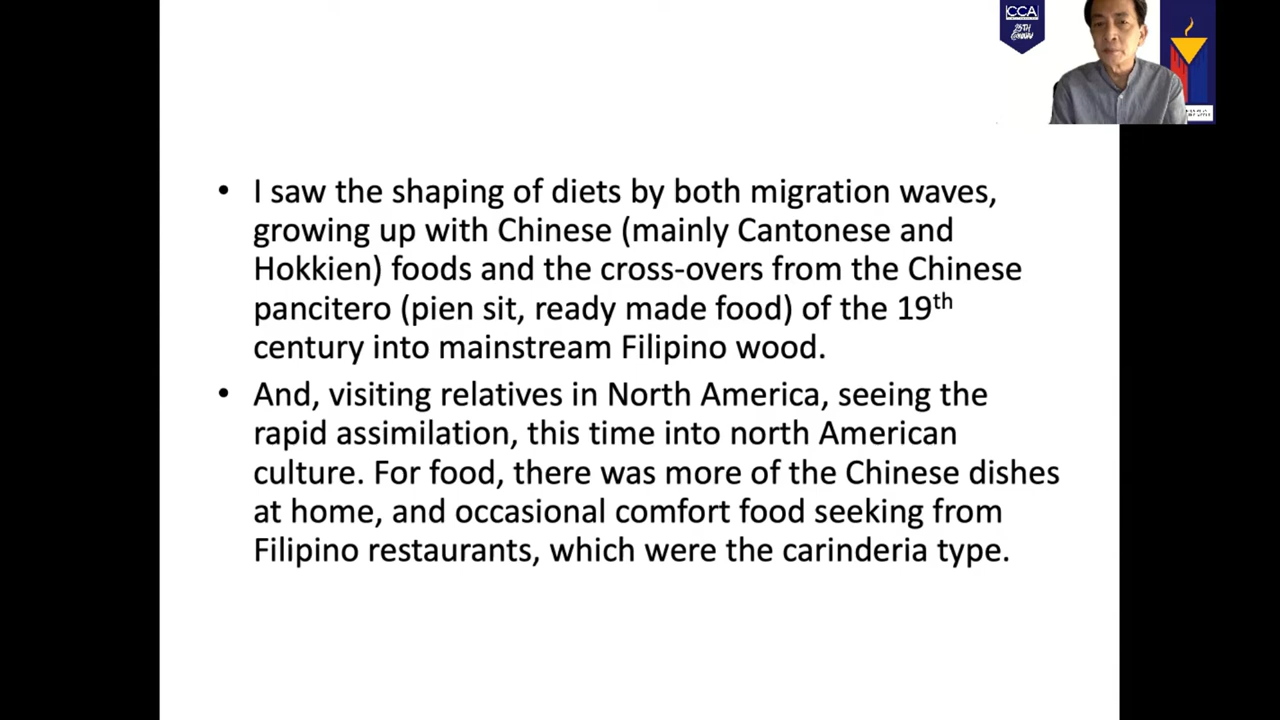 CCA
25TH
• I saw the shaping of diets by both migration waves,
growing up with Chinese (mainly Cantonese and
Hokkien) foods and the cross-overs from the Chinese
pancitero (pien sit, ready made food) of the 19th
century into mainstream Filipino wood.
• And, visiting relatives in North America, seeing the
rapid assimilation, this time into north American
culture. For food, there was more of the Chinese dishes
at home, and occasional comfort food seeking from
Filipino restaurants, which were the carinderia type.